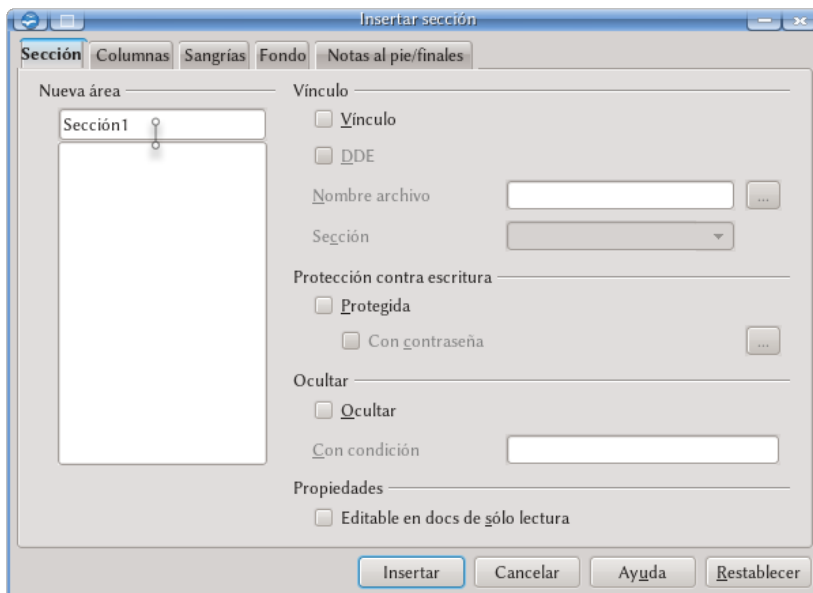 Insertar sección
Sección Columnas Sangrías Fondo Notas al pie/finales
Nueva área
Sección1
Vínculo
Vínculo
DDE
Nombre archivo ...
Sección
Protección contra escritura
Protegida
Con contraseña ...
Ocultar
Ocultar
Con condición
Propiedades
Editable en docs de sólo lectura
Insertar Cancelar Ayuda Restablecer